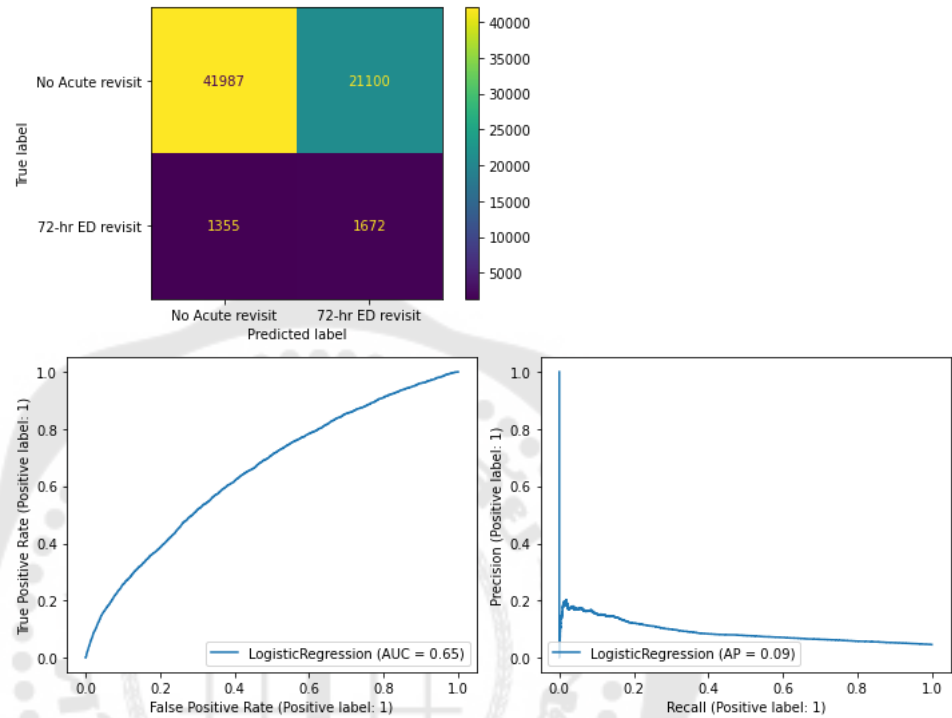 40000
No Acute revisit 41987 21100
35000
30000
25000
True label
20000
15000
72-hr ED revisit 1355 1672
10000
5000
No Acute revisit 72-hr ED revisit
Predicted label
True Positive Rate (Positive label: 1)
1.0
0.8
0.6
0.4
0.2
0.0
LogisticRegression (AUC = 0.65)
0.0 0.2 0.4 0.6 0.8 1.0
False Positive Rate (Positive label: 1)
Precision (Positive label: 1)
1.0
0.8
0.6
0.4
0.2
0.0
LogisticRegression (AP = 0.09)
0.0 0.2 0.4 0.6 0.8 1.0
Recall (Positive label: 1)